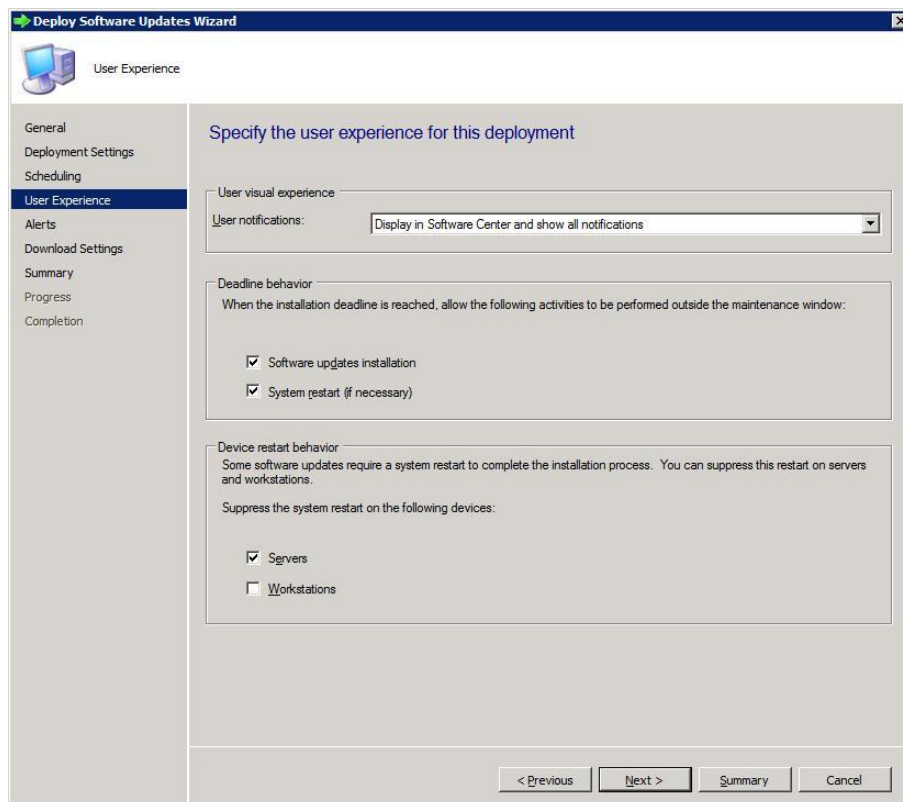 Deploy Software Updates Wizard
User Experience
General
Deployment Settings
Scheduling
User Experience
Alerts
Download Settings
Summary
Progress
Completion
Specify the user experience for this deployment
User visual experience
User notifications:
Display in Software Center and show all notifications
Deadline behavior
When the installation deadline is reached, allow the following activities to be performed outside the maintenance window:
Software updates installation
System restart (if necessary)
Device restart behavior
Some software updates require a system restart to complete the installation process.  You can suppress this restart on servers
and workstations.
Suppress the system restart on the following devices:
Servers
Workstations
< Previous
Next >
Summary
Cancel